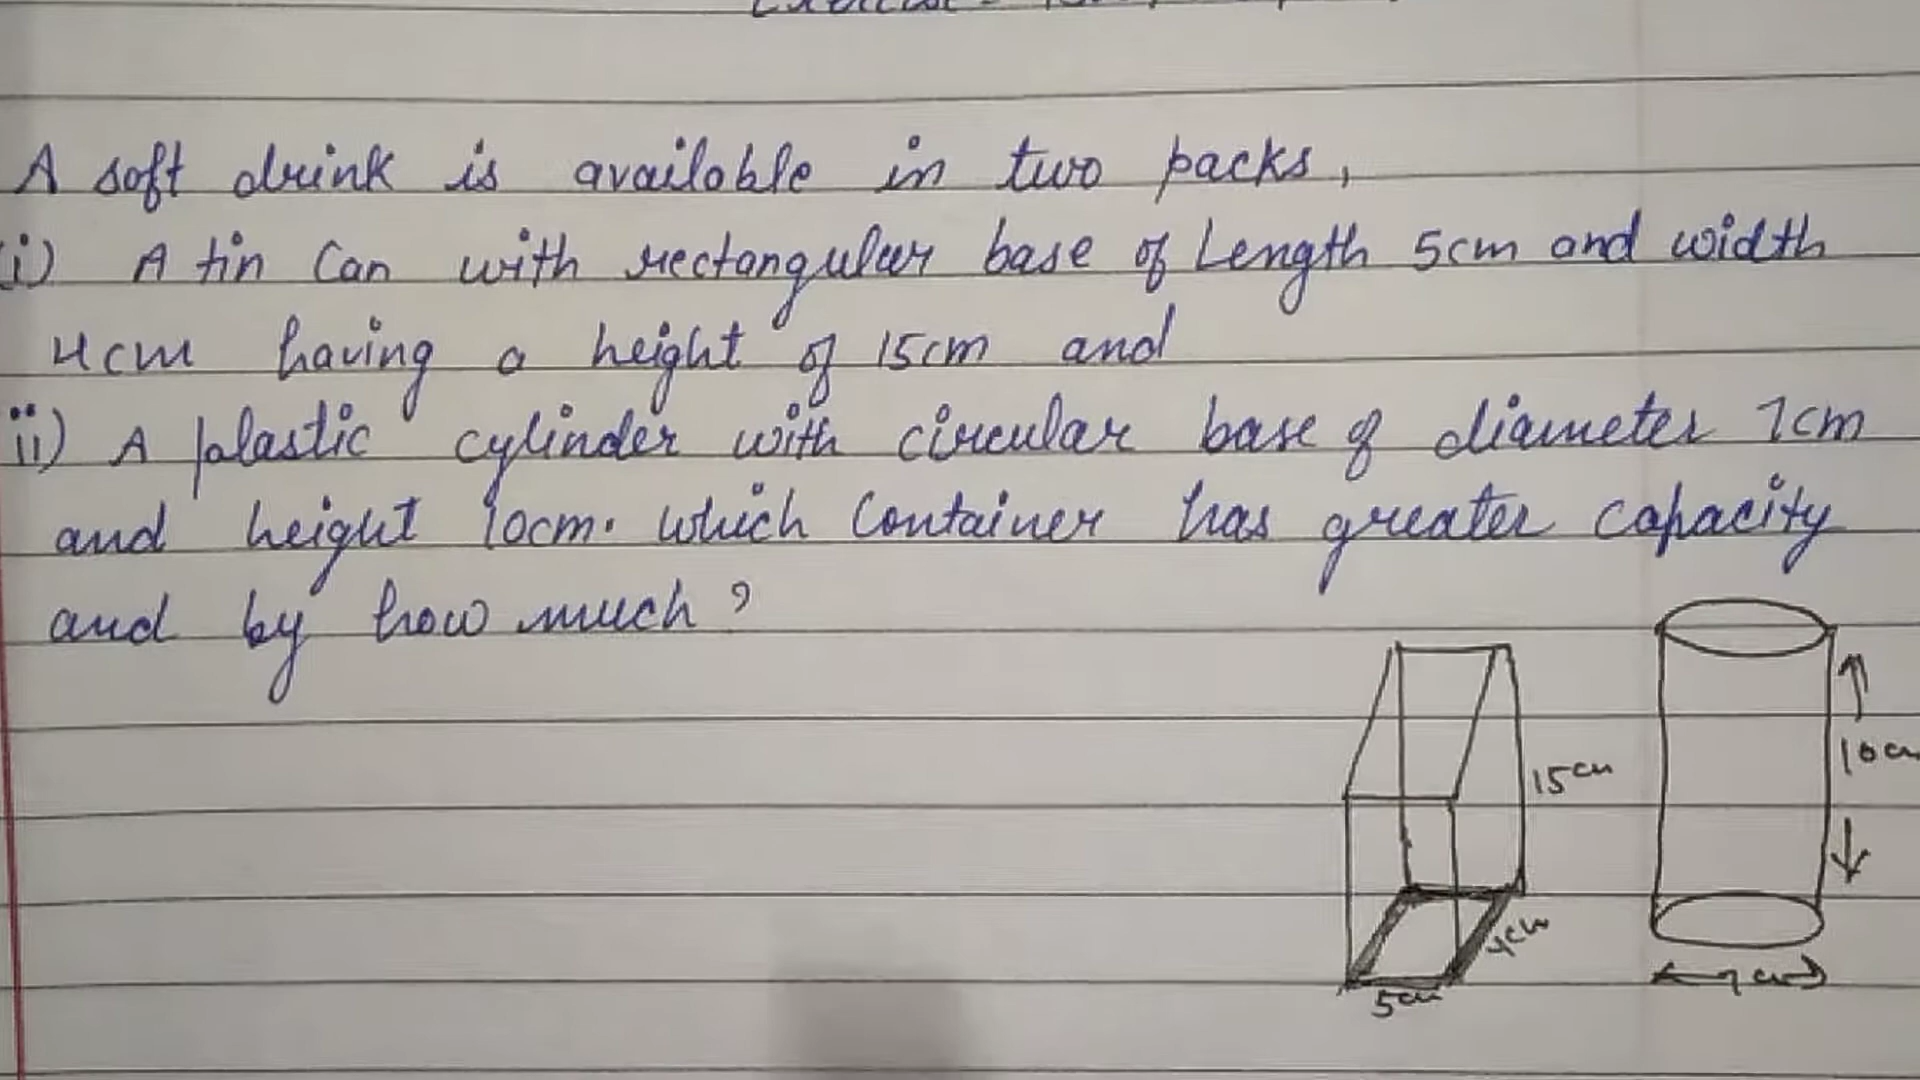 A soft drink is available in two packs,
i) A tin Can with rectangular base of Length 5cm and width
4cm having a height of 15cm and
ii) A plastic cylinder with circular base of diameter 7cm
and height 10cm. which Container has greater capacity
and by how much ?
15cm
10cm
4cm
5cm
7cm